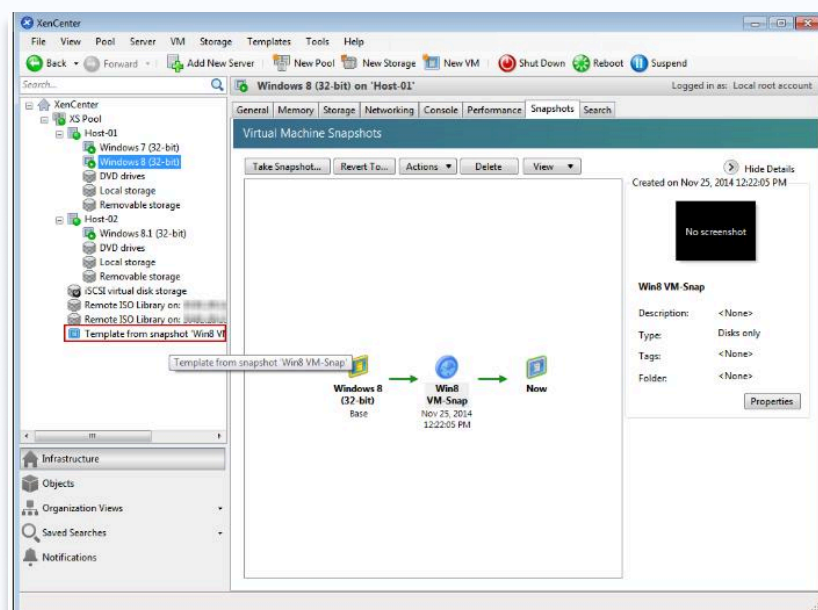 XenCenter
File View Pool Server VM Storage Templates Tools Help
Back Forward Add New Server New Pool New Storage New VM Shut Down Reboot Suspend
Search...
Windows 8 (32-bit) on 'Host-01'
Logged in as: Local root account
XenCenter
XS Pool
Host-01
Windows 7 (32-bit)
Windows 8 (32-bit)
DVD drives
Local storage
Removable storage
Host-02
Windows 8.1 (32-bit)
DVD drives
Local storage
Removable storage
iSCSI virtual disk storage
Remote ISO Library on:
Remote ISO Library on:
Template from snapshot 'Win8 VM
Template from snapshot 'Win8 VM-Snap'
Infrastructure
Objects
Organization Views
Saved Searches
Notifications
General Memory Storage Networking Console Performance Snapshots Search
Virtual Machine Snapshots
Take Snapshot... Revert To... Actions Delete View
Hide Details
Windows 8
(32-bit)
Base
Win8
VM-Snap
Nov 25, 2014
12:22:05 PM
Now
Created on Nov 25, 2014 12:22:05 PM
No screenshot
Win8 VM-Snap
Description: <None>
Type: Disks only
Tags: <None>
Folder: <None>
Properties